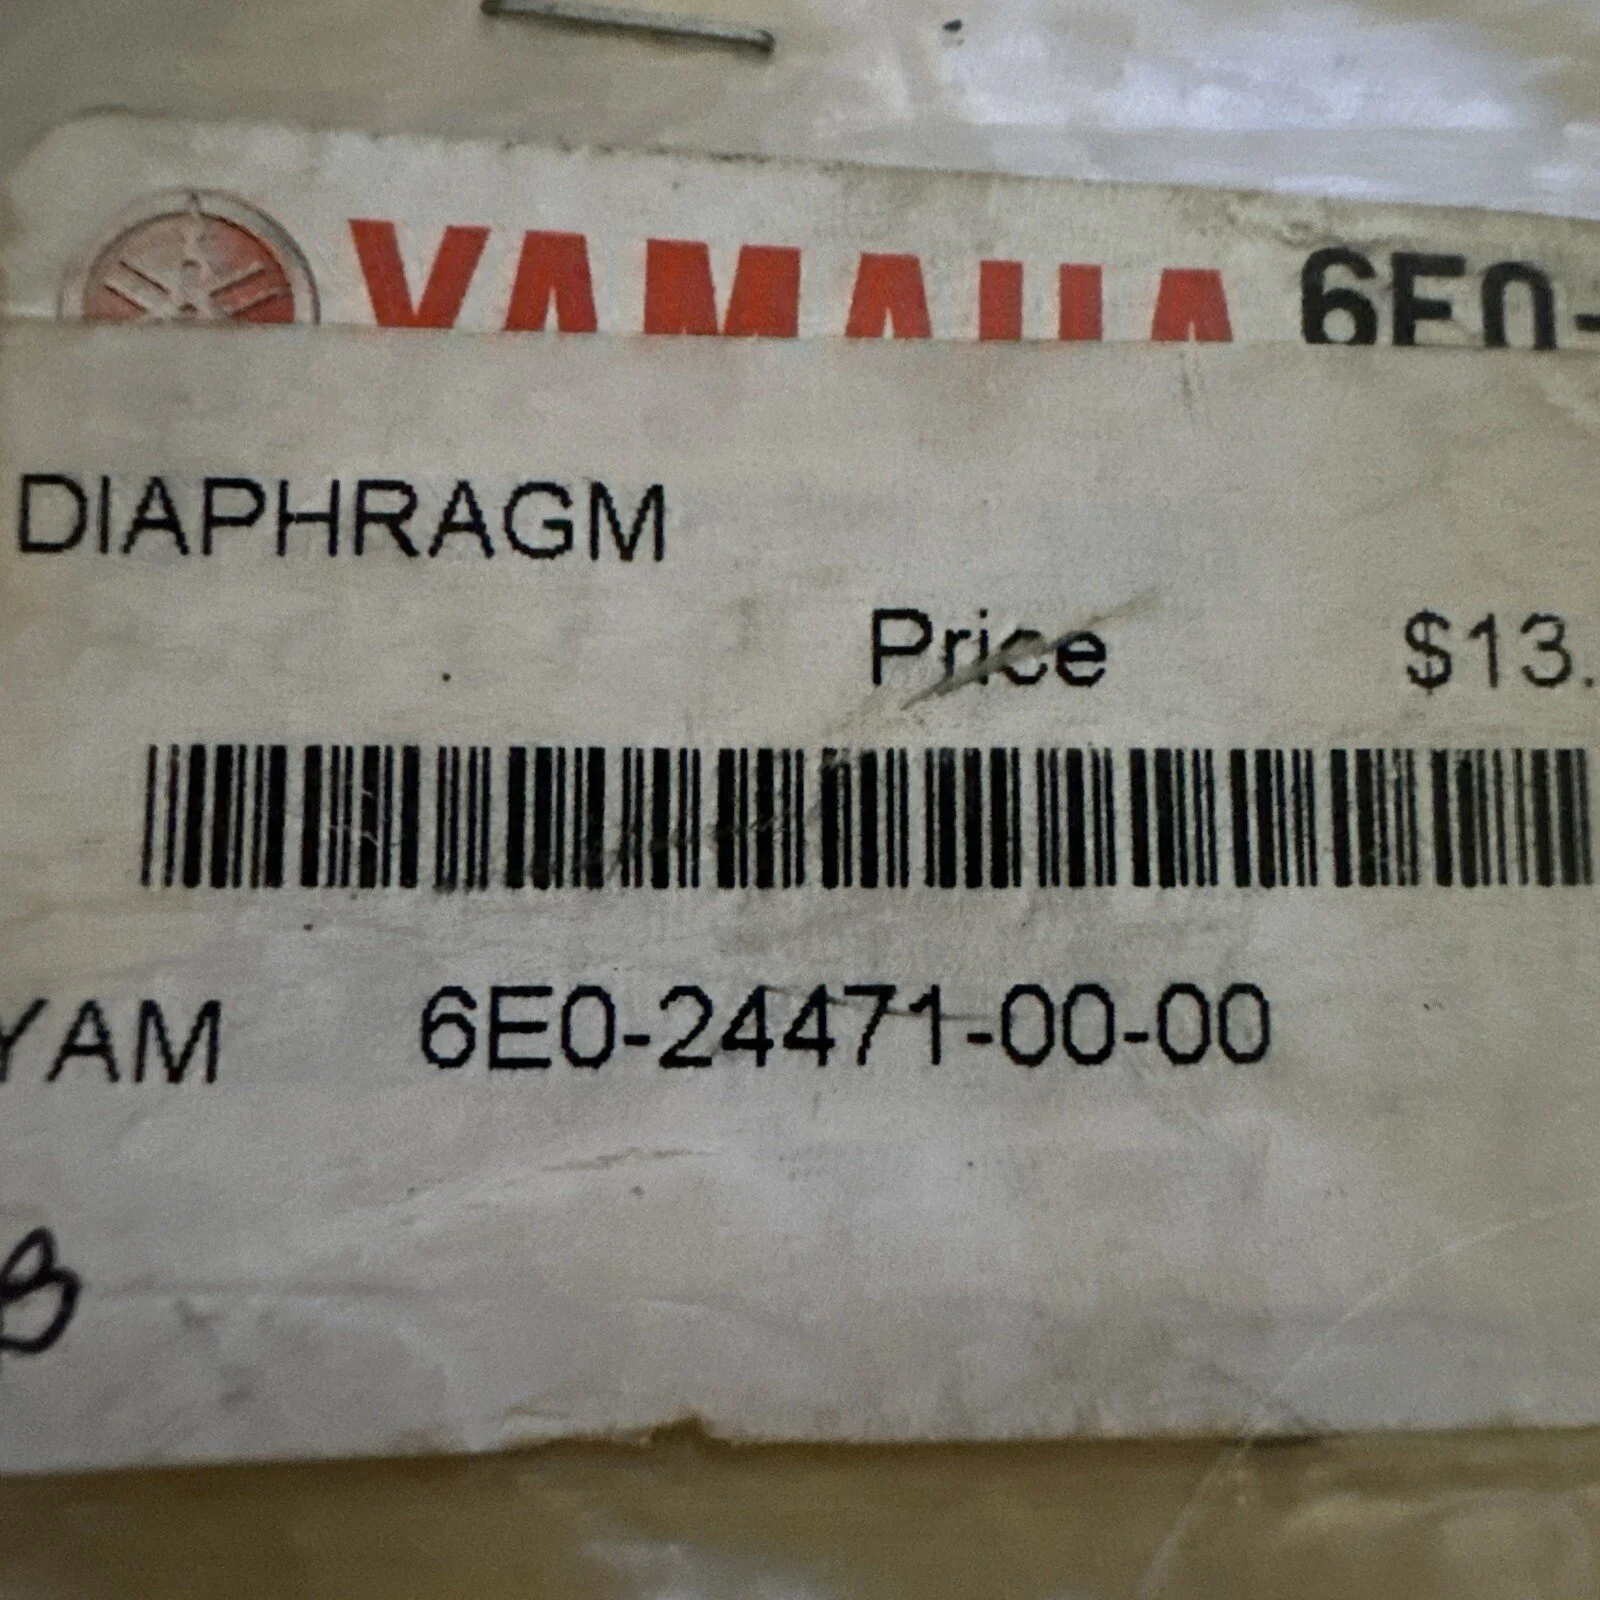 YAMAHA 6E0-
DIAPHRAGM
Price $13.
YAM 6E0-24471-00-00